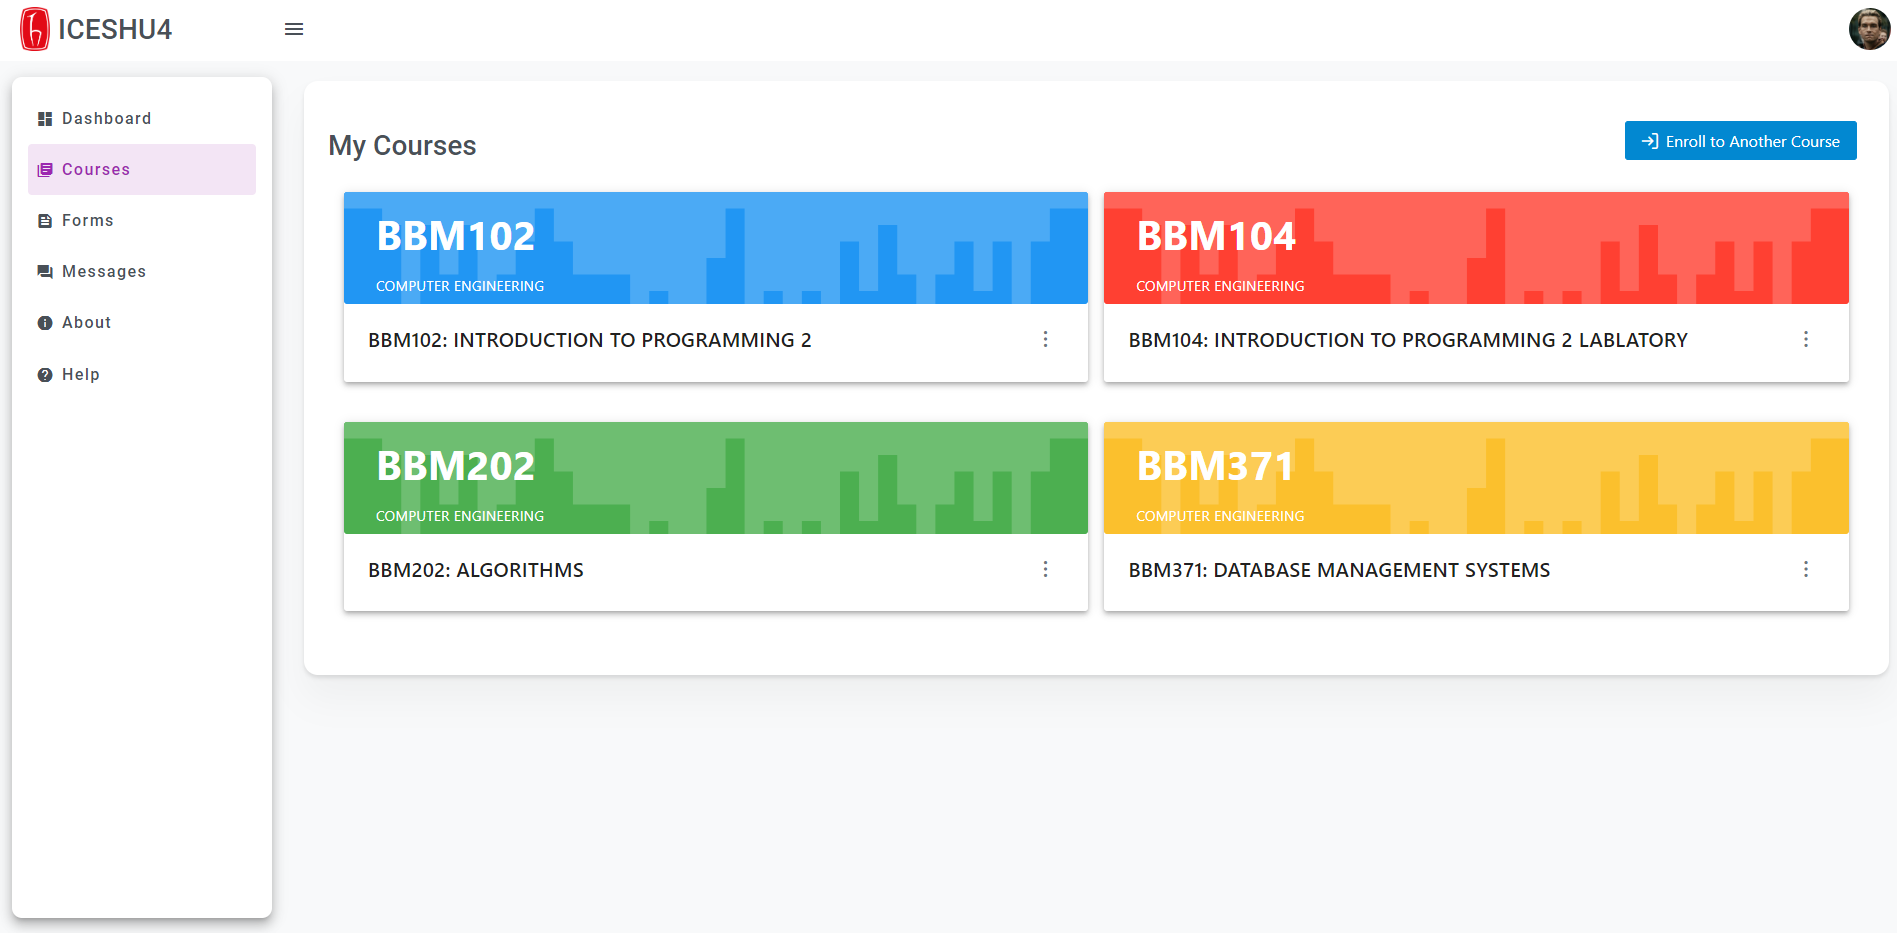 ICESHU4
Dashboard
Courses
Forms
Messages
About
Help
My Courses
Enroll to Another Course
BBM102
COMPUTER ENGINEERING
BBM102: INTRODUCTION TO PROGRAMMING 2
BBM104
COMPUTER ENGINEERING
BBM104: INTRODUCTION TO PROGRAMMING 2 LABLATORY
BBM202
COMPUTER ENGINEERING
BBM202: ALGORITHMS
BBM371
COMPUTER ENGINEERING
BBM371: DATABASE MANAGEMENT SYSTEMS